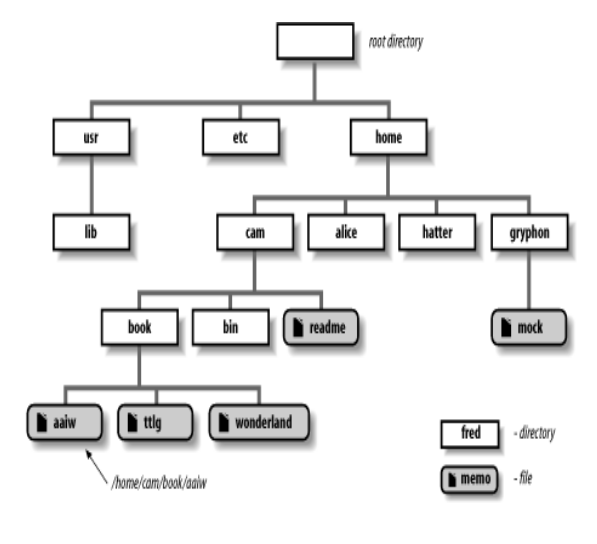 root directory
usr
etc
home
lib
cam
alice
hatter
gryphon
book
bin
readme
mock
aaiw
ttlg
wonderland
/home/cam/book/aaiw
fred
- directory
memo
- file